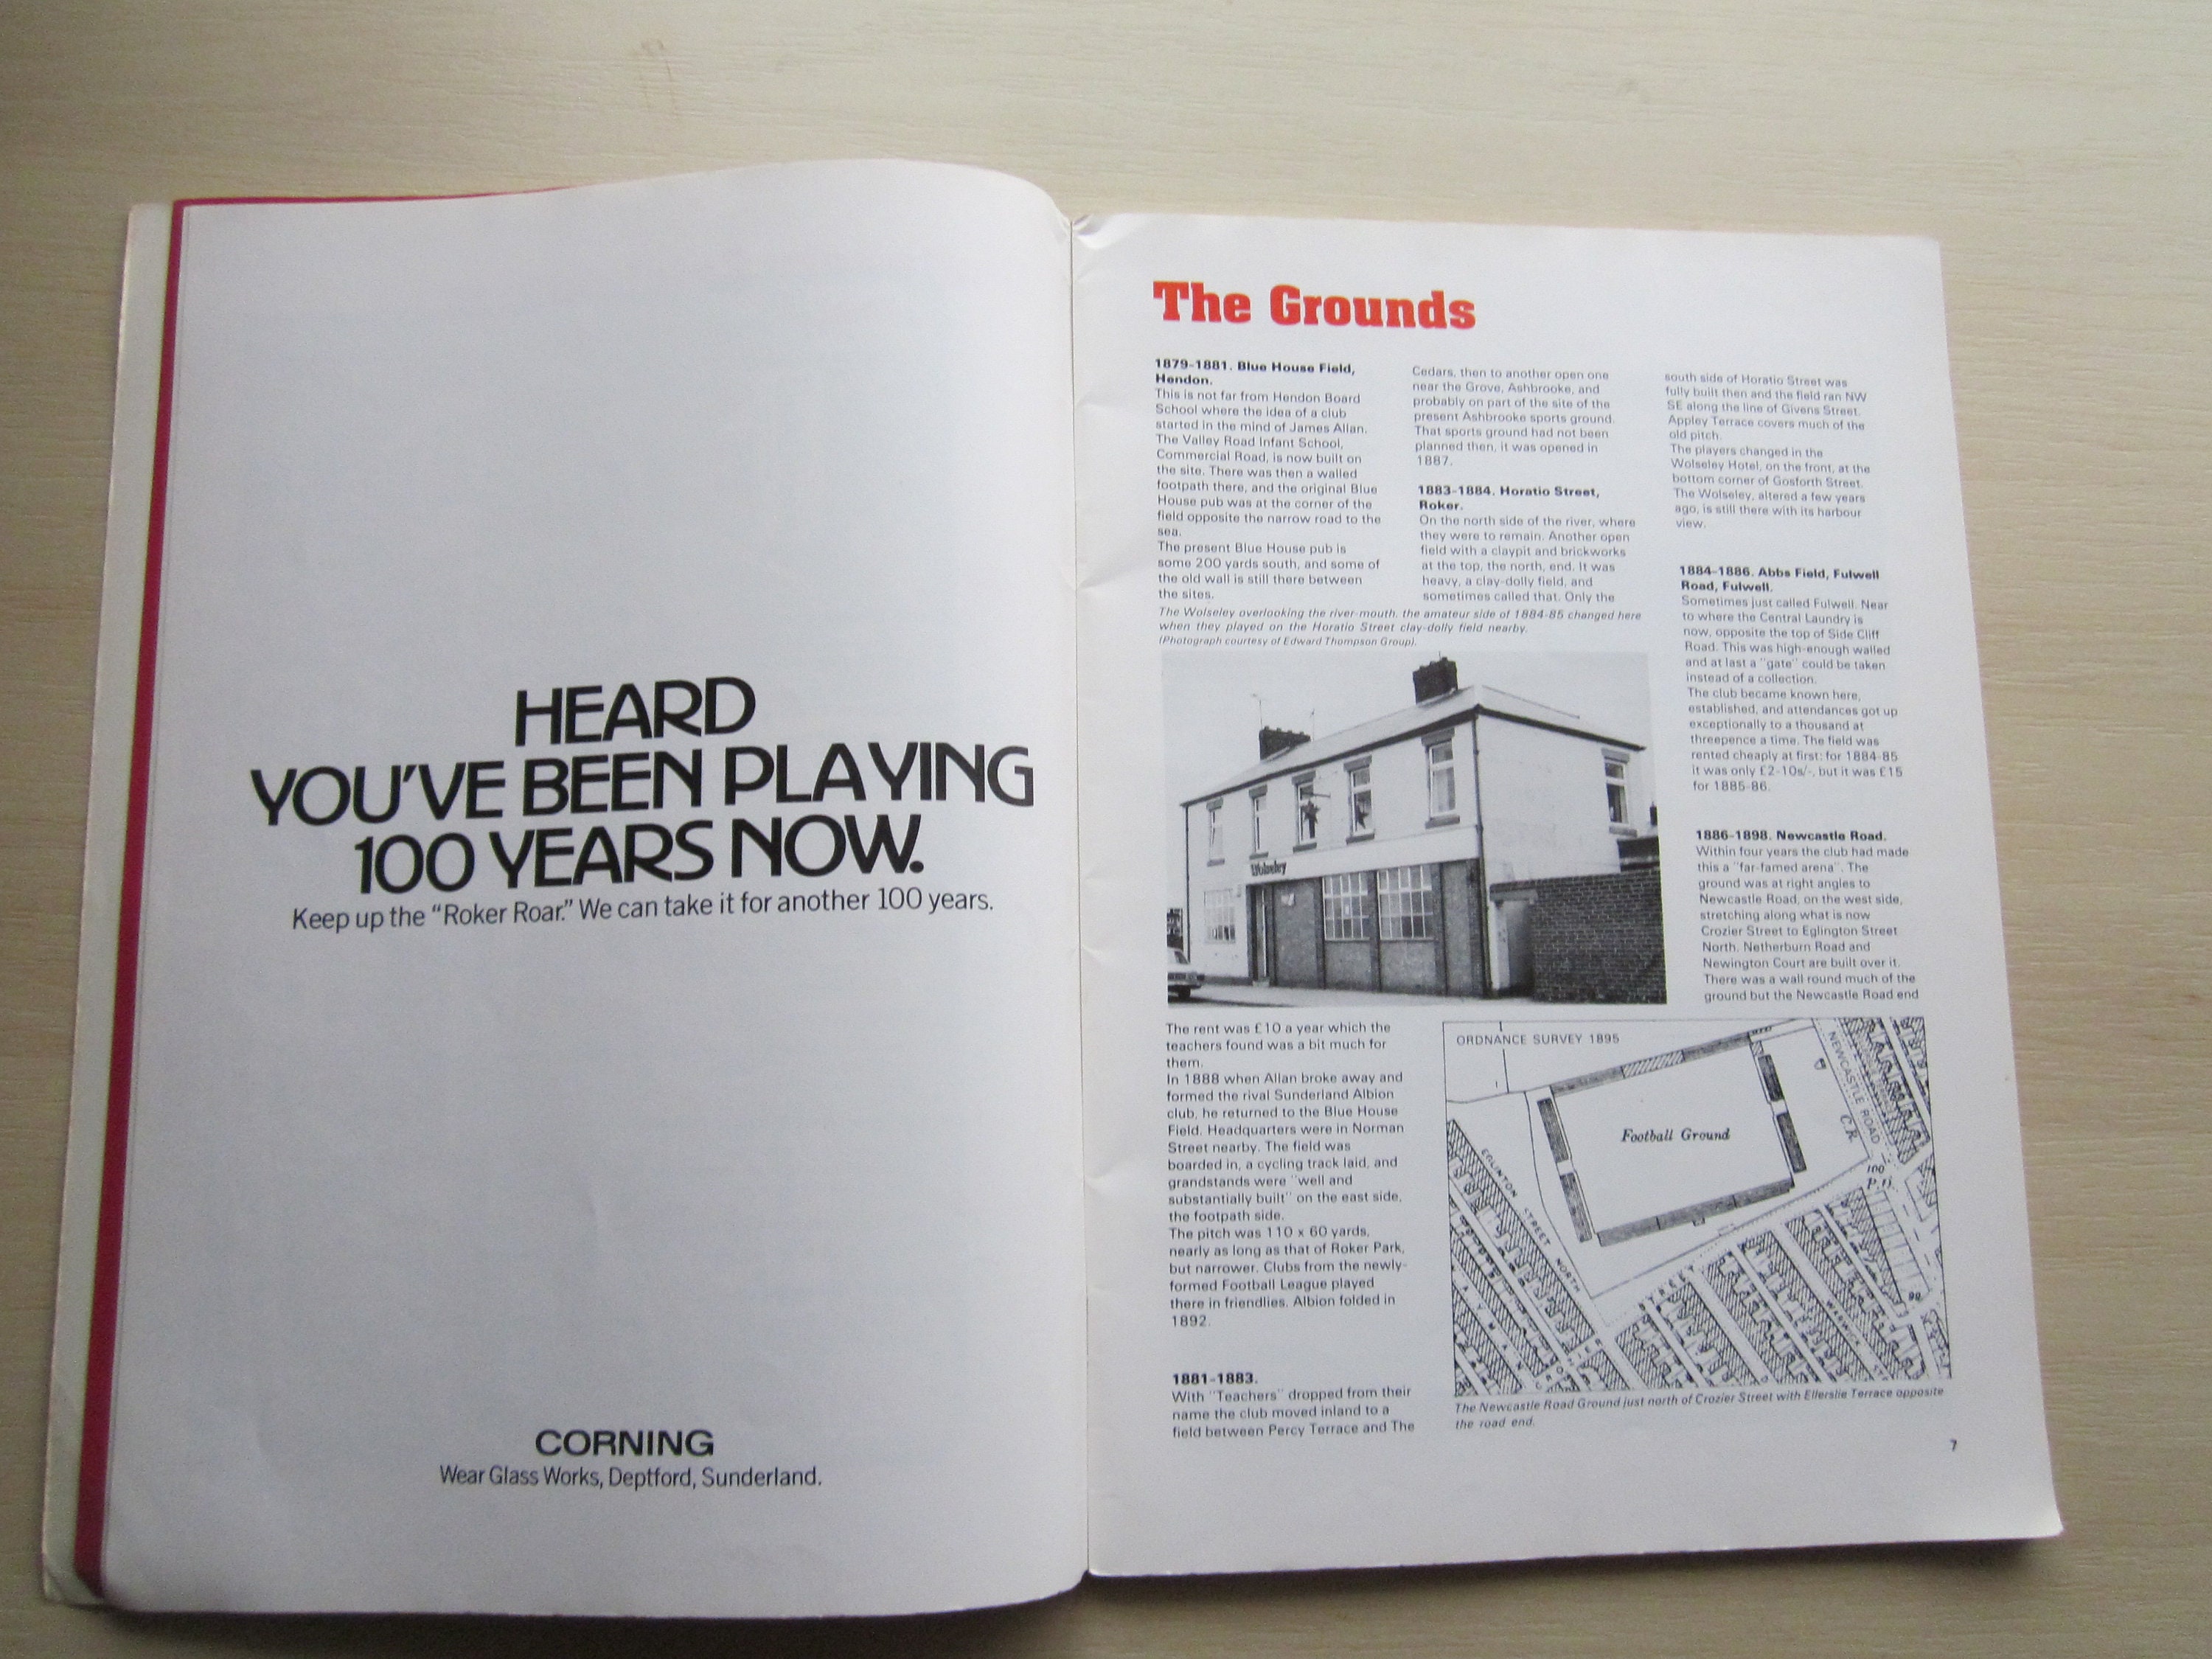 HEARD
YOU'VE BEEN PLAYING
100 YEARS NOW.
Keep up the "Roker Roar." We can take it for another 100 years.
CORNING
Wear Glass Works, Deptford, Sunderland.
The Grounds
1879-1881. Blue House Field,
Hendon.
This is not far from Hendon Board
School where the idea of a club
started in the mind of James Allan.
The Valley Road Infant School,
Commercial Road, is now built on
the site. There was then a walled
footpath there, and the original Blue
House pub was at the corner of the
field opposite the narrow road to the
sea.
The present Blue House pub is
some 200 yards south, and some of
the old wall is still there between
the sites.
The rent was £10 a year which the
teachers found was a bit much for
them.
In 1888 when Allan broke away and
formed the rival Sunderland Albion
club, he returned to the Blue House
Field. Headquarters were in Norman
Street nearby. The field was
boarded in, a cycling track laid, and
grandstands were "well and
substantially built" on the east side,
the footpath side.
The pitch was 110 x 60 yards,
nearly as long as that of Roker Park,
but narrower. Clubs from the newly-
formed Football League played
there in friendlies. Albion folded in
1892.
1881-1883.
With "Teachers" dropped from their
name the club moved inland to a
field between Percy Terrace and The
Cedars, then to another open one
near the Grove, Ashbrooke, and
probably on part of the site of the
present Ashbrooke sports ground.
That sports ground had not been
planned then, it was opened in
1887.
1883-1884. Horatio Street,
Roker.
On the north side of the river, where
they were to remain. Another open
field with a claypit and brickworks
at the top, the north, end. It was
heavy, a clay-dolly field, and
sometimes called that. Only the
south side of Horatio Street was
fully built then and the field ran NW
SE along the line of Givens Street.
Appley Terrace covers much of the
old pitch.
The players changed in the
Wolseley Hotel, on the front, at the
bottom corner of Gosforth Street.
The Wolseley, altered a few years
ago, is still there with its harbour
view.
The Wolseley overlooking the river-mouth, the amateur side of 1884-85 changed here
when they played on the Horatio Street clay-dolly field nearby.
(Photograph courtesy of Edward Thompson Group).
Wolseley
1884-1886. Abbs Field, Fulwell
Road, Fulwell.
Sometimes just called Fulwell. Near
to where the Central Laundry is
now, opposite the top of Side Cliff
Road. This was high-enough walled
and at last a "gate" could be taken
instead of a collection.
The club became known here,
established, and attendances got up
exceptionally to a thousand at
threepence a time. The field was
rented cheaply at first: for 1884-85
it was only £2-10s/-, but it was £15
for 1885-86.
1886-1898. Newcastle Road.
Within four years the club had made
this a "far-famed arena". The
ground was at right angles to
Newcastle Road, on the west side,
stretching along what is now
Crozier Street to Eglington Street
North. Netherburn Road and
Newington Court are built over it.
There was a wall round much of the
ground but the Newcastle Road end
ORDNANCE SURVEY 1895
NEWCASTLE ROAD
C.R.
Football Ground
100
EGLINTON STREET NORTH
STREET
WARWICK ST
98
The Newcastle Road Ground just north of Crozier Street with Ellerslie Terrace opposite
the road end.
7